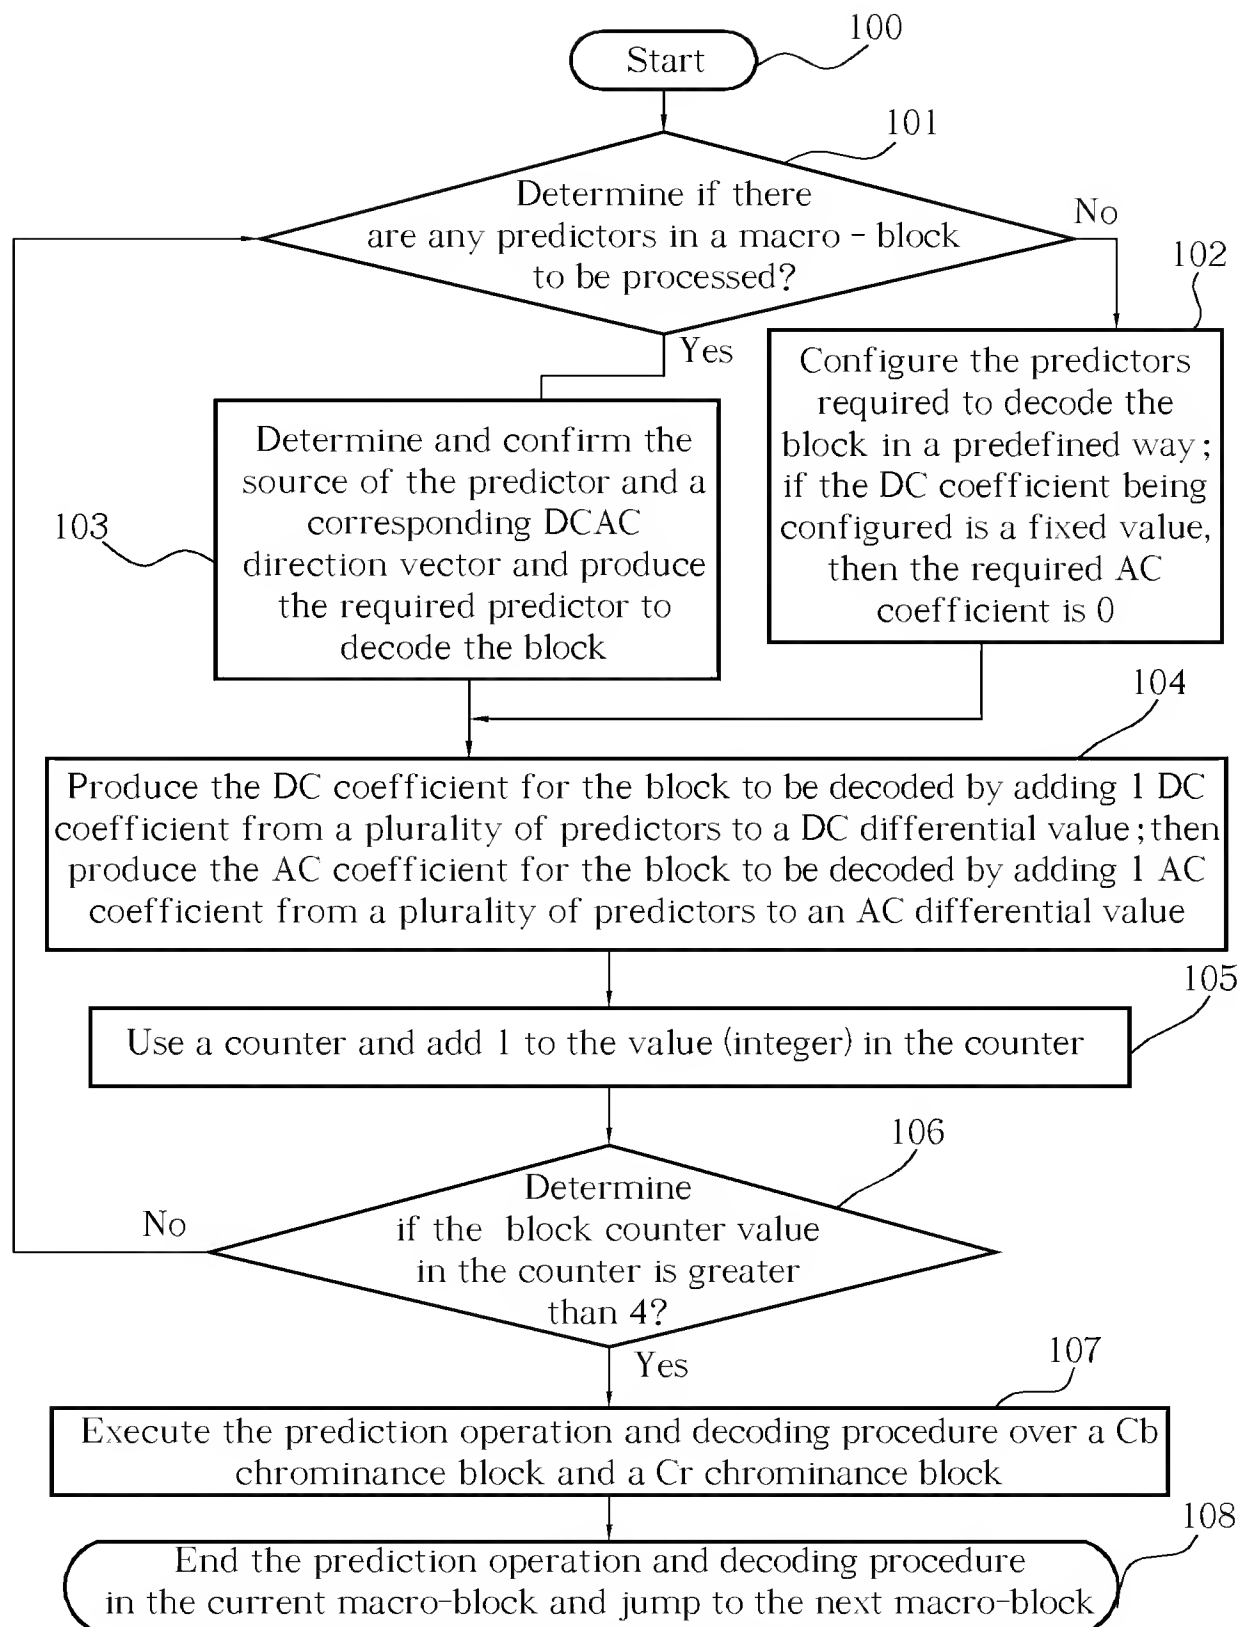 100
Start
101
Determine if there
are any predictors in a macro-block
to be processed?
No
102
Yes
Configure the predictors
required to decode the
block in a predefined way;
if the DC coefficient being
configured is a fixed value,
then the required AC
coefficient is 0
103
Determine and confirm the
source of the predictor and a
corresponding DCAC
direction vector and produce
the required predictor to
decode the block
104
Produce the DC coefficient for the block to be decoded by adding 1 DC
coefficient from a plurality of predictors to a DC differential value; then
produce the AC coefficient for the block to be decoded by adding 1 AC
coefficient from a plurality of predictors to an AC differential value
105
Use a counter and add 1 to the value (integer) in the counter
106
Determine
if the block counter value
in the counter is greater
than 4?
No
Yes
107
Execute the prediction operation and decoding procedure over a Cb
chrominance block and a Cr chrominance block
108
End the prediction operation and decoding procedure
in the current macro-block and jump to the next macro-block